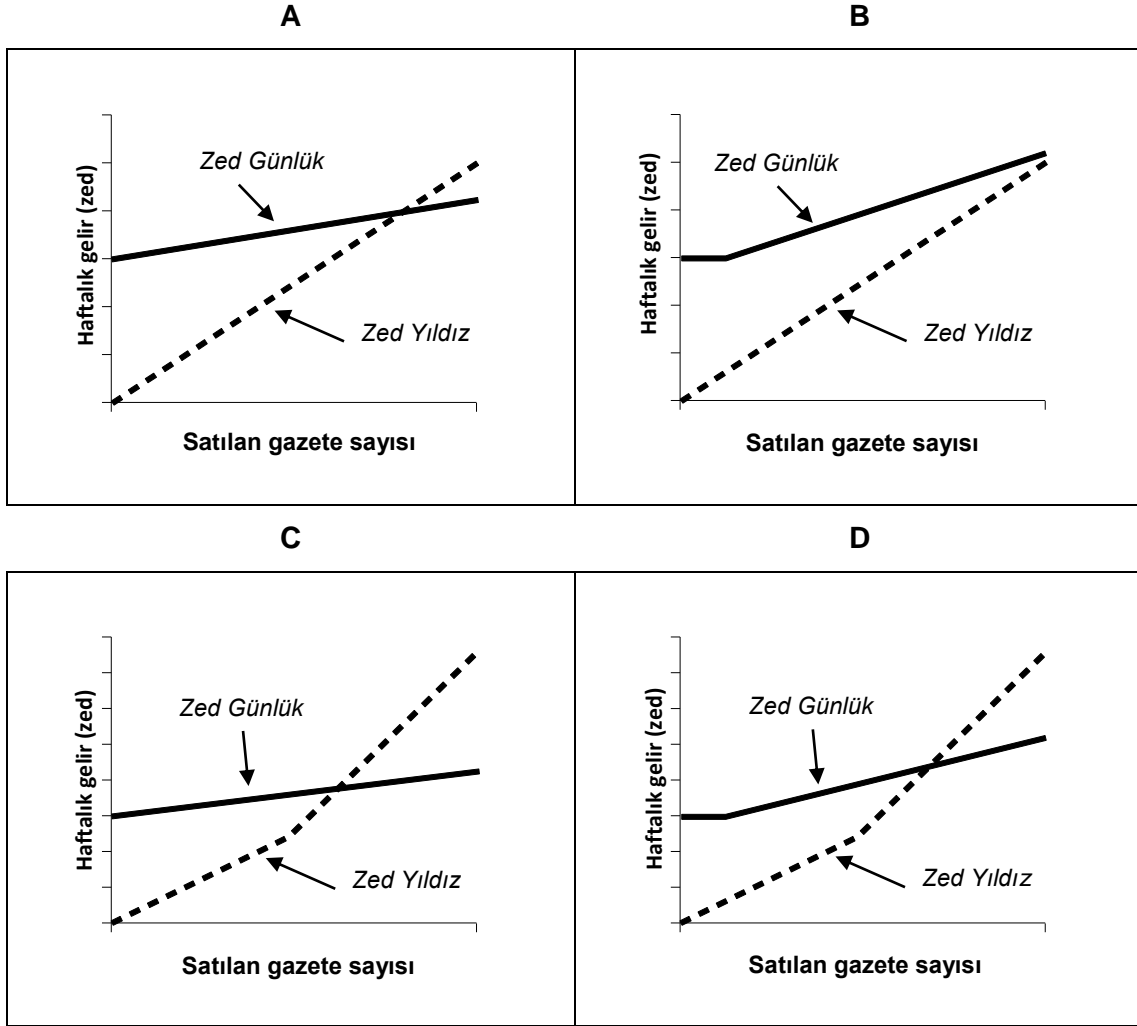 A
B
Haftalık gelir (zed)
Zed Günlük
Zed Yıldız
Satılan gazete sayısı
Haftalık gelir (zed)
Zed Günlük
Zed Yıldız
Satılan gazete sayısı
C
D
Haftalık gelir (zed)
Zed Günlük
Zed Yıldız
Satılan gazete sayısı
Haftalık gelir (zed)
Zed Günlük
Zed Yıldız
Satılan gazete sayısı